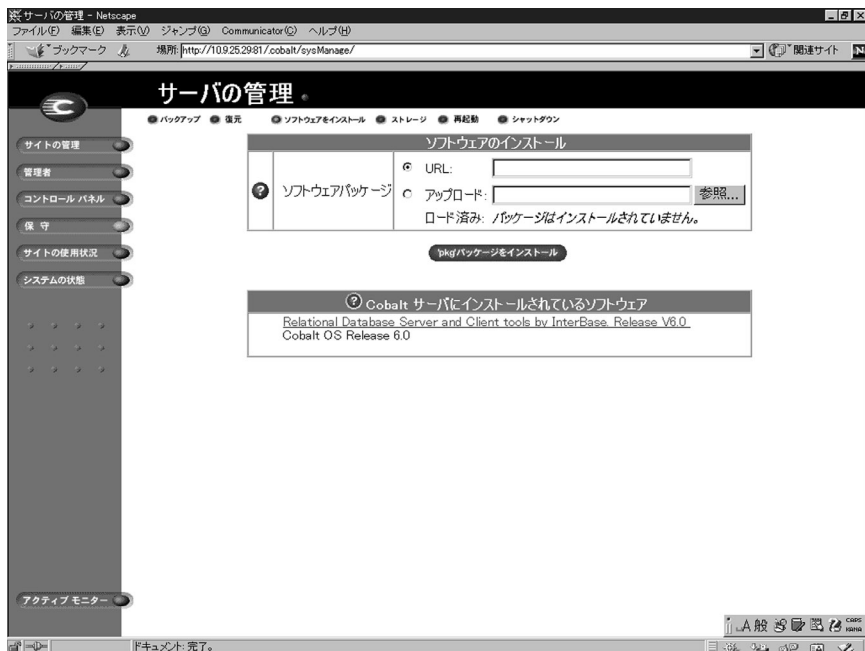 サーバの管理 - Netscape
ファイル(F) 編集(E) 表示(V) ジャンプ(G) Communicator(C) ヘルプ(H)
ブックマーク 場所: http://10.9.25.29:81/.cobalt/sysManage/ 関連サイト N
サーバの管理
バックアップ 復元 ソフトウェアをインストール ストレージ 再起動 シャットダウン
サイトの管理
管理者
コントロール パネル
保 守
サイトの使用状況
システムの状態
ソフトウェアのインストール
ソフトウェアパッケージ
URL:
アップロード: 参照...
ロード済み: パッケージはインストールされていません。
'pkg'パッケージをインストール
Cobalt サーバにインストールされているソフトウェア
Relational Database Server and Client tools by InterBase. Release V6.0
Cobalt OS Release 6.0
アクティブ モニター
A 般 CAPS KANA
ドキュメント: 完了。